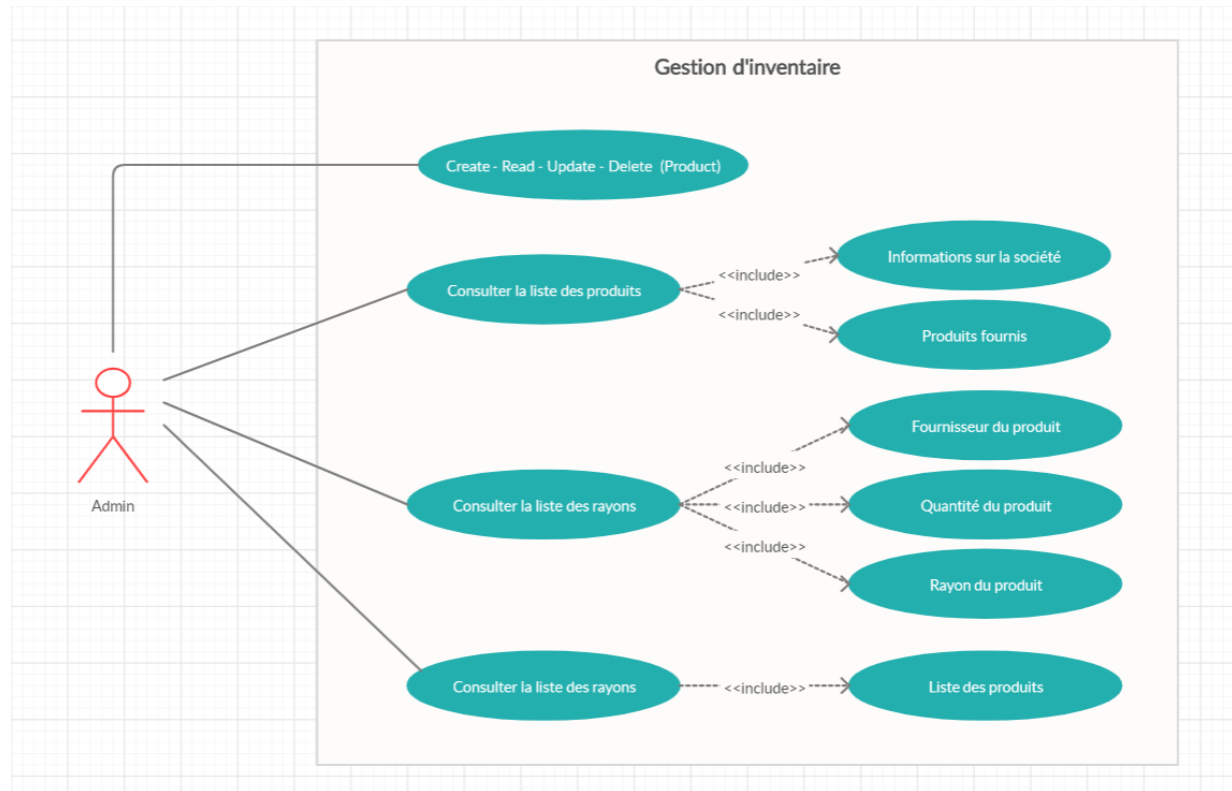 Gestion d'inventaire
Create - Read - Update - Delete (Product)
Informations sur la société
<<include>>
Consulter la liste des produits
<<include>>
Produits fournis
Fournisseur du produit
<<include>>
Admin
Consulter la liste des rayons
<<include>>
Quantité du produit
<<include>>
Rayon du produit
Consulter la liste des rayons
<<include>>
Liste des produits